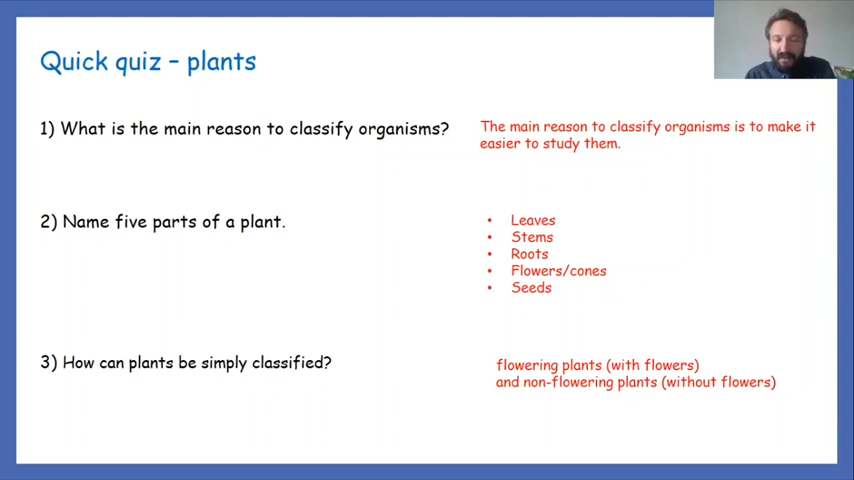 Quick quiz – plants
1) What is the main reason to classify organisms?
The main reason to classify organisms is to make it
easier to study them.
2) Name five parts of a plant.
• Leaves
• Stems
• Roots
• Flowers/cones
• Seeds
3) How can plants be simply classified?
flowering plants (with flowers)
and non-flowering plants (without flowers)